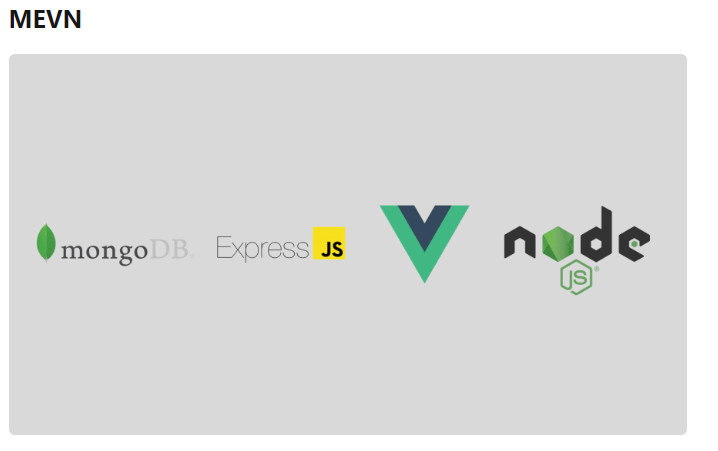 MEVN
mongoDB.
Express JS
node
JS